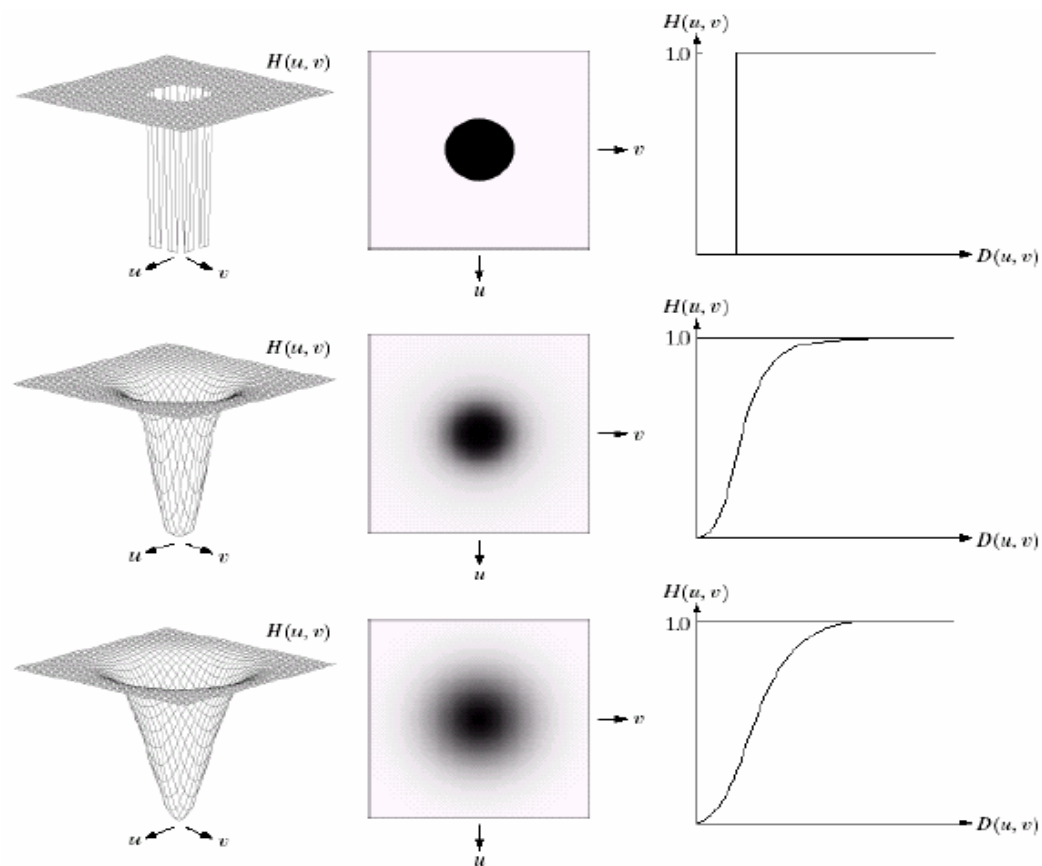 H(u, v)
u
v
v
u
H(u, v)
1.0
D(u, v)
H(u, v)
u
v
v
u
H(u, v)
1.0
D(u, v)
H(u, v)
u
v
v
u
H(u, v)
1.0
D(u, v)